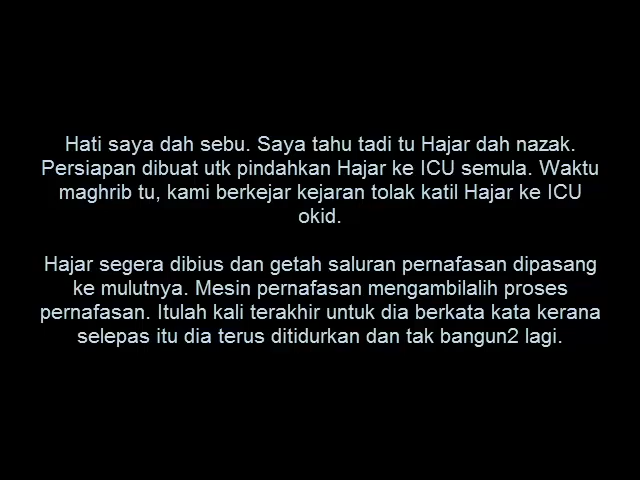 Hati saya dah sebu. Saya tahu tadi tu Hajar dah nazak.
Persiapan dibuat utk pindahkan Hajar ke ICU semula. Waktu
maghrib tu, kami berkejar kejaran tolak katil Hajar ke ICU
okid.
Hajar segera dibius dan getah saluran pernafasan dipasang
ke mulutnya. Mesin pernafasan mengambilalih proses
pernafasan. Itulah kali terakhir untuk dia berkata kata kerana
selepas itu dia terus ditidurkan dan tak bangun2 lagi.